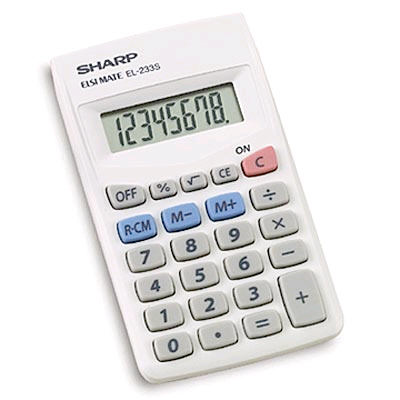 SHARP
ELSI MATE EL-233S
12345678.
ON
OFF % √ CE C
R·CM M− M+ ÷
7 8 9 ×
4 5 6 −
1 2 3 +
0 · =